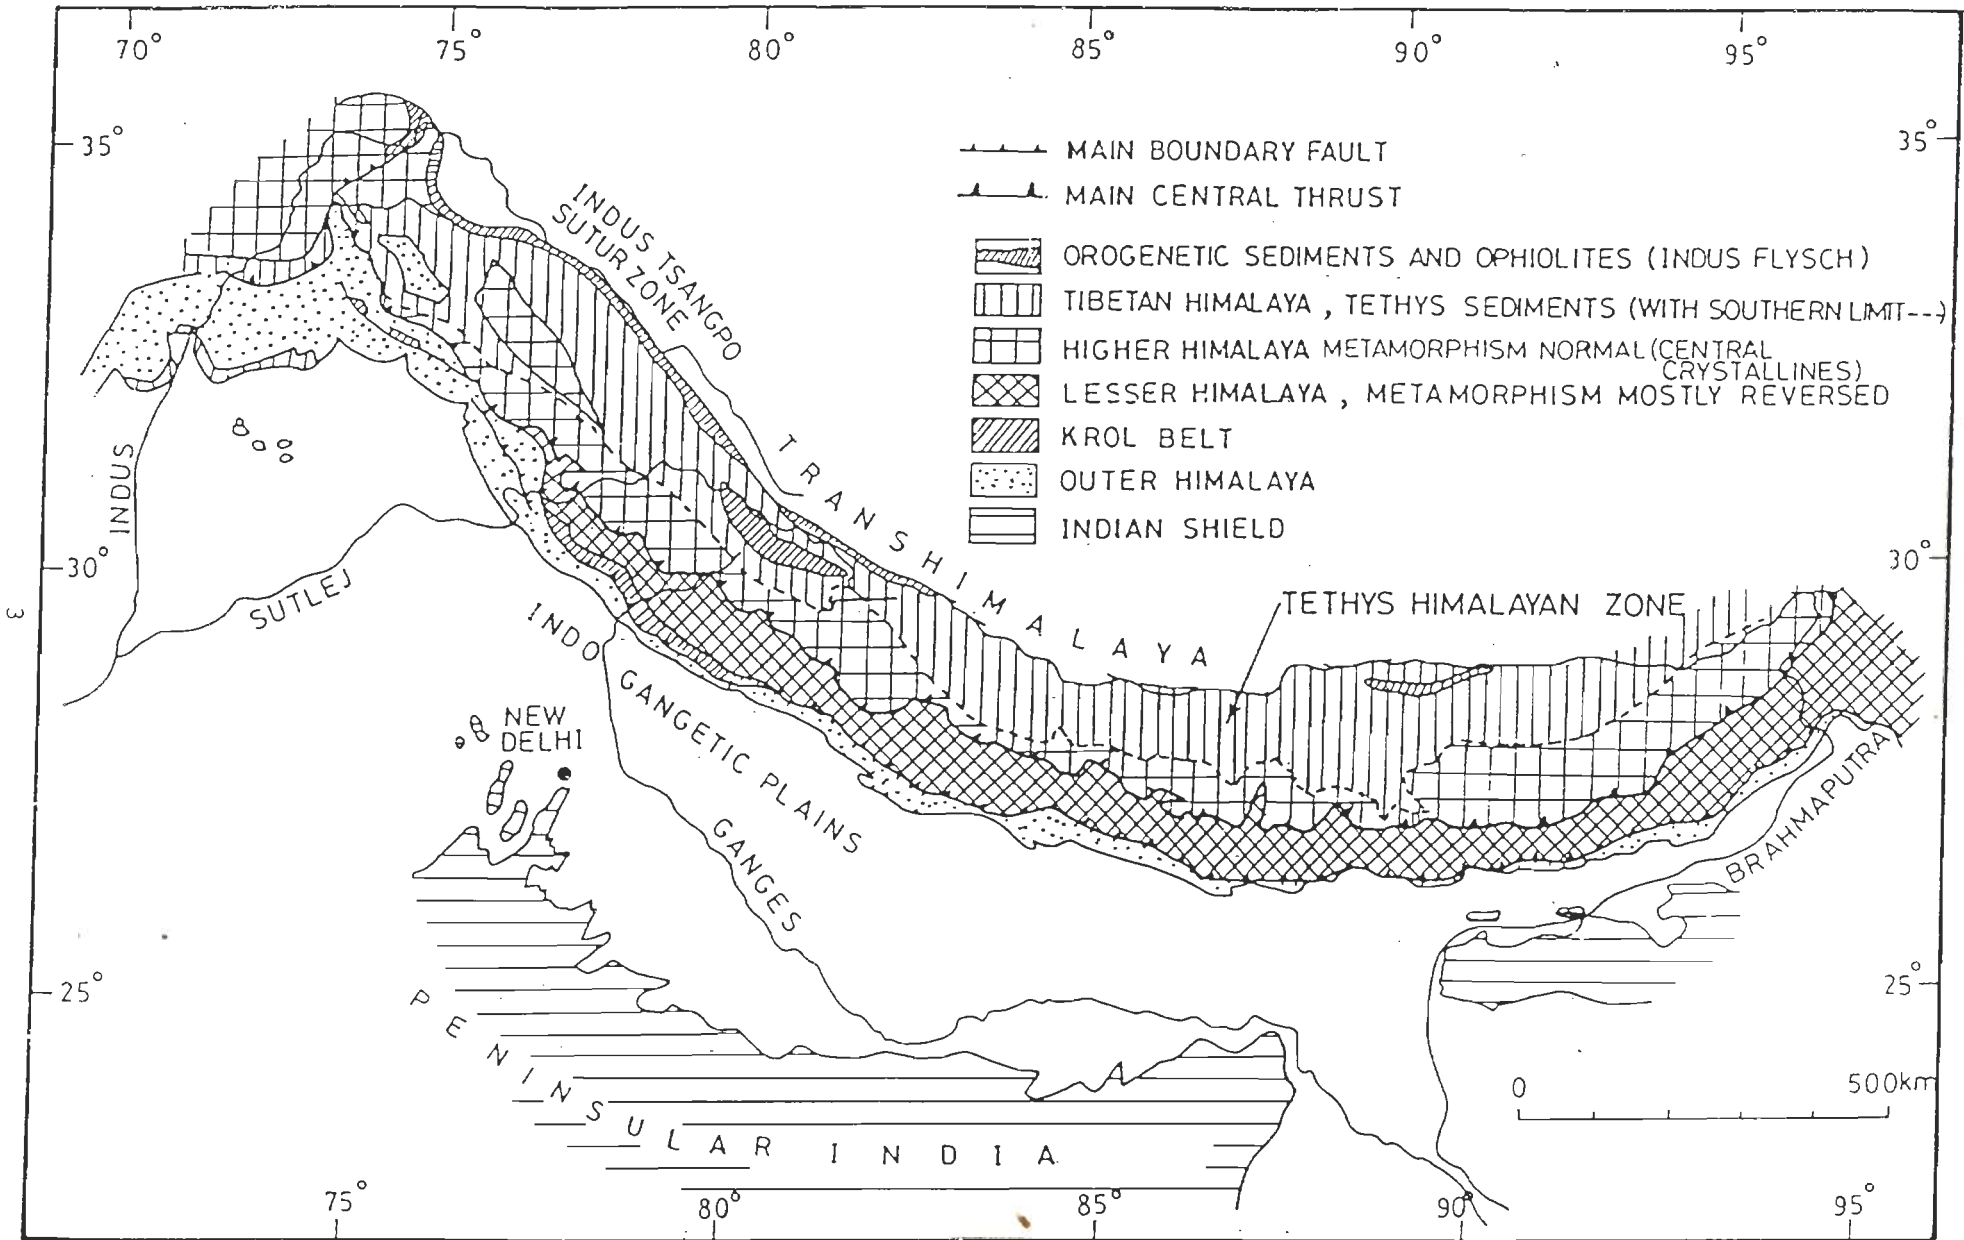 70° 75° 80° 85° 90° 95°
35° 35°
MAIN BOUNDARY FAULT
MAIN CENTRAL THRUST
INDUS TSANGPO
SUTUR ZONE
OROGENETIC SEDIMENTS AND OPHIOLITES (INDUS FLYSCH)
TIBETAN HIMALAYA, TETHYS SEDIMENTS (WITH SOUTHERN LIMIT---)
HIGHER HIMALAYA METAMORPHISM NORMAL (CENTRAL
CRYSTALLINES)
LESSER HIMALAYA, METAMORPHISM MOSTLY REVERSED
KROL BELT
OUTER HIMALAYA
INDIAN SHIELD
TRANSHIMALAYA
INDUS
30° 30°
SUTLEJ
3
TETHYS HIMALAYAN ZONE
INDO GANGETIC PLAINS
NEW
DELHI
GANGES
BRAHMAPUTRA
25° 25°
PENINSULAR INDIA
0 500km
75° 80° 85° 90° 95°